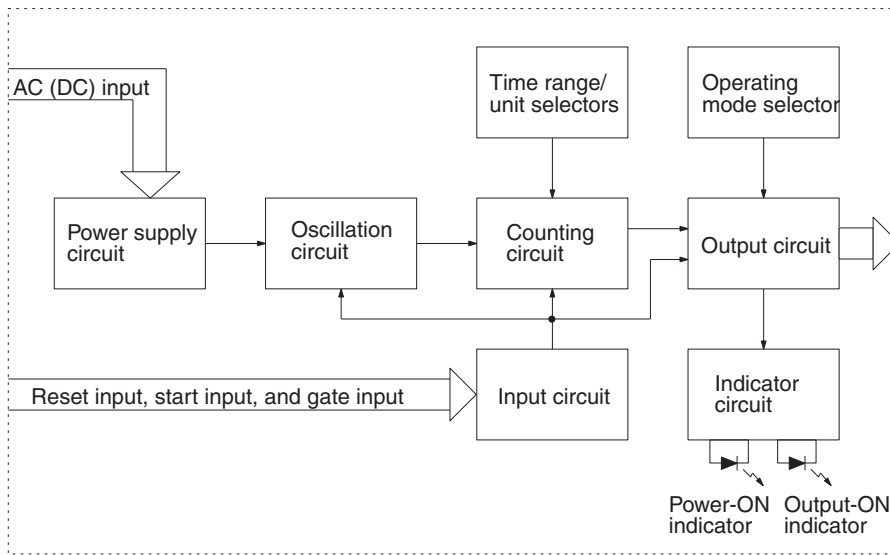 AC (DC) input
Time range/
unit selectors
Operating
mode selector
Power supply
circuit
Oscillation
circuit
Counting
circuit
Output circuit
Reset input, start input, and gate input
Input circuit
Indicator
circuit
Power-ON
indicator
Output-ON
indicator